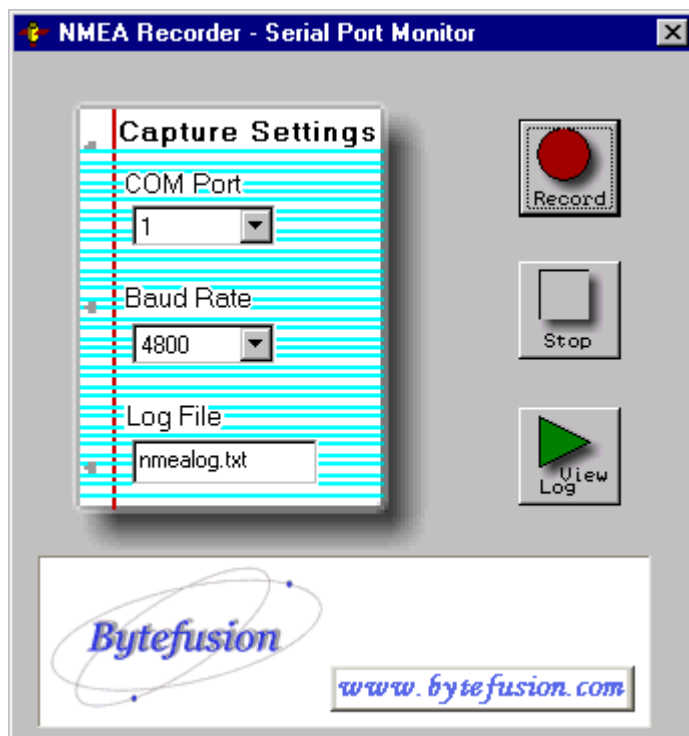 NMEA Recorder - Serial Port Monitor
Capture Settings
COM Port
1
Baud Rate
4800
Log File
nmealog.txt
Record
Stop
View
Log
Bytefusion
www.bytefusion.com